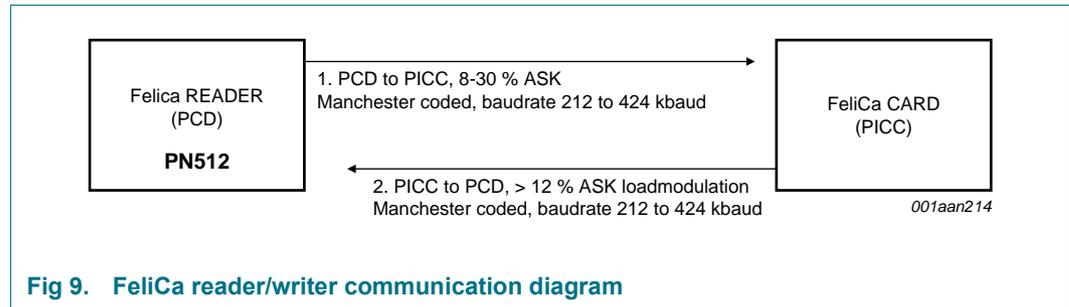 Felica READER
(PCD)
PN512
1. PCD to PICC, 8-30 % ASK
Manchester coded, baudrate 212 to 424 kbaud
2. PICC to PCD, > 12 % ASK loadmodulation
Manchester coded, baudrate 212 to 424 kbaud
FeliCa CARD
(PICC)
001aan214
Fig 9. FeliCa reader/writer communication diagram